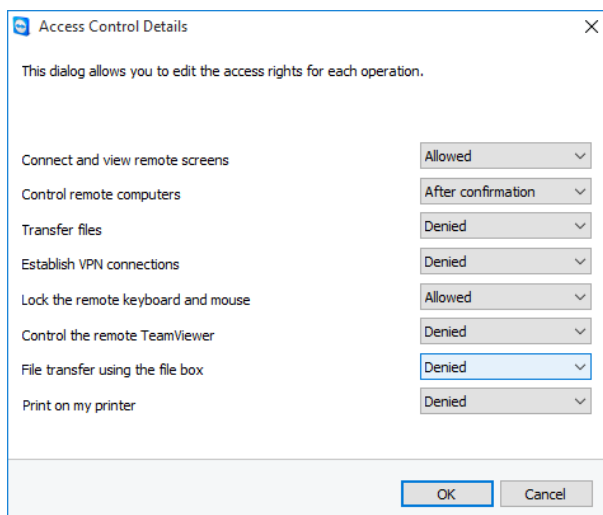 Access Control Details
This dialog allows you to edit the access rights for each operation.
Connect and view remote screens Allowed
Control remote computers After confirmation
Transfer files Denied
Establish VPN connections Denied
Lock the remote keyboard and mouse Allowed
Control the remote TeamViewer Denied
File transfer using the file box Denied
Print on my printer Denied
OK Cancel